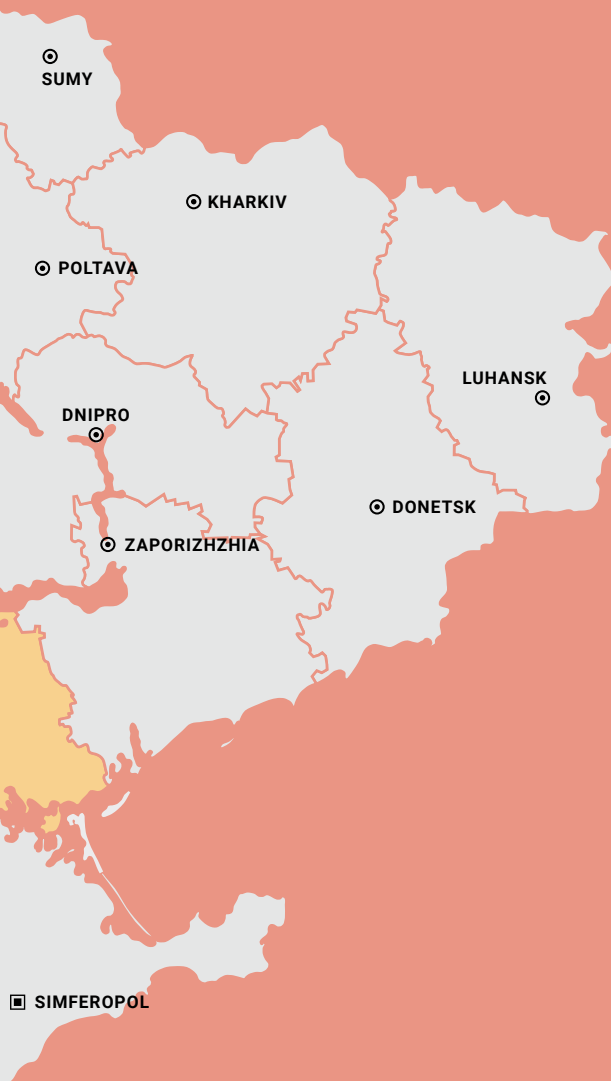 SUMY
KHARKIV
POLTAVA
LUHANSK
DNIPRO
DONETSK
ZAPORIZHZHIA
SIMFEROPOL